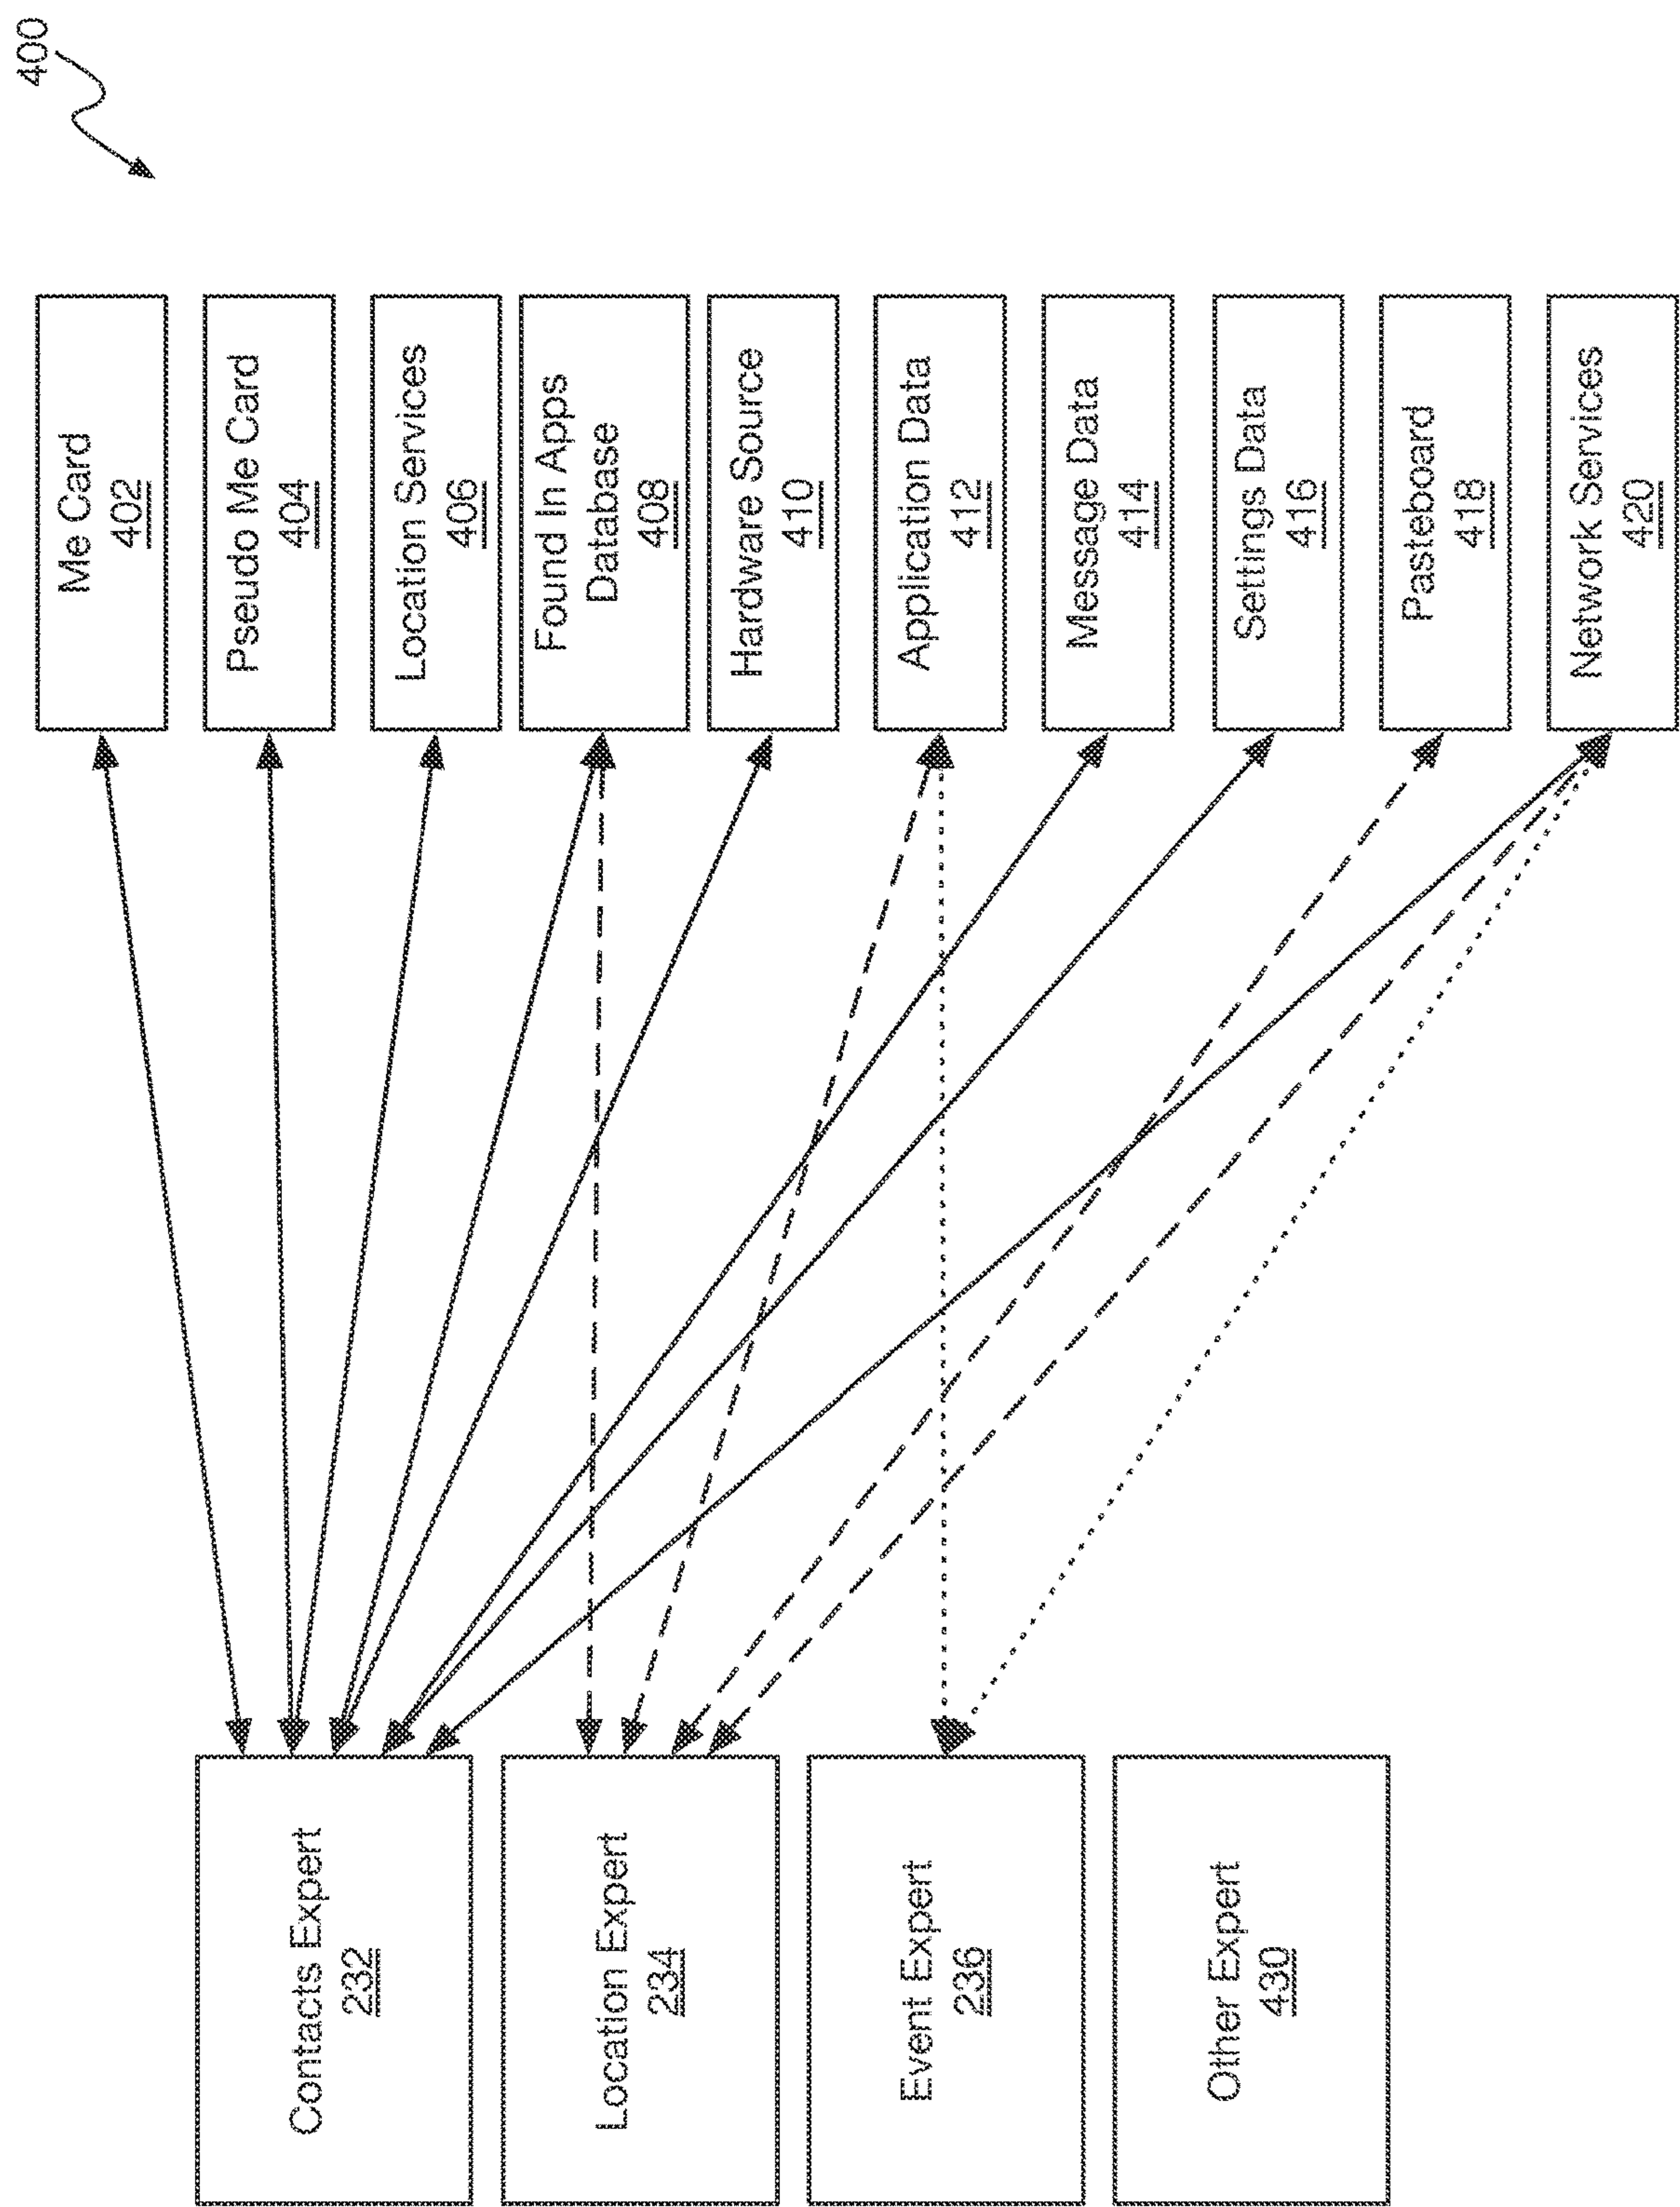 400
Contacts Expert
232
Location Expert
234
Event Expert
236
Other Expert
430
Me Card
402
Pseudo Me Card
404
Location Services
406
Found In Apps
Database
408
Hardware Source
410
Application Data
412
Message Data
414
Settings Data
416
Pasteboard
418
Network Services
420